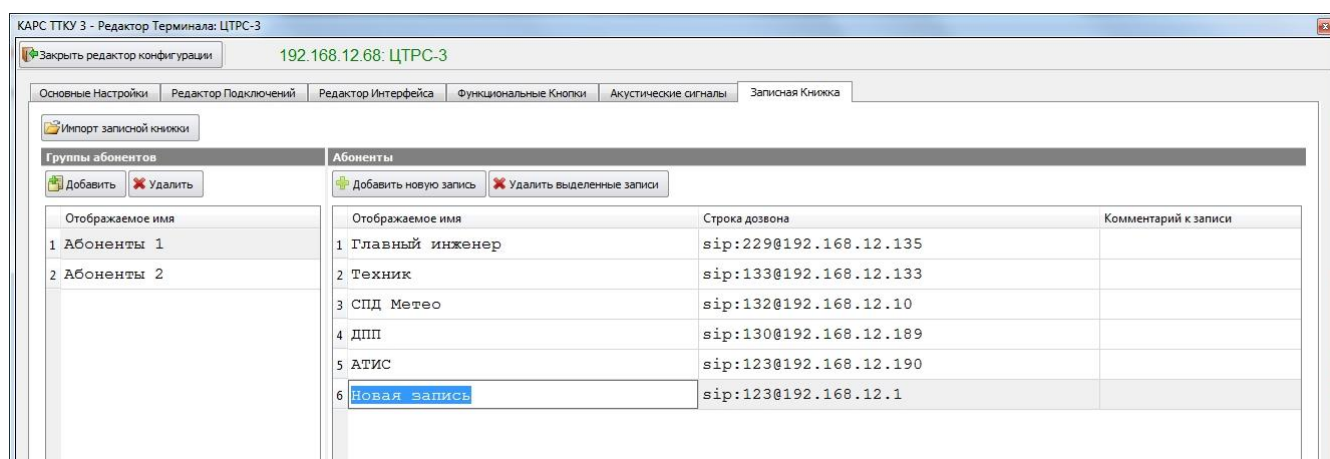 КАРС ТТКУ 3 - Редактор Терминала: ЦТРС-3
Закрыть редактор конфигурации 192.168.12.68: ЦТРС-3
Основные Настройки Редактор Подключений Редактор Интерфейса Функциональные Кнопки Акустические сигналы Записная Книжка
Импорт записной книжки
Группы абонентов Абоненты
Добавить Удалить Добавить новую запись Удалить выделенные записи
Отображаемое имя Отображаемое имя Строка дозвона Комментарий к записи
1 Абоненты 1 1 Главный инженер sip:229@192.168.12.135
2 Абоненты 2 2 Техник sip:133@192.168.12.133
3 СПД Метео sip:132@192.168.12.10
4 ДПП sip:130@192.168.12.189
5 АТИС sip:123@192.168.12.190
6 Новая запись sip:123@192.168.12.1